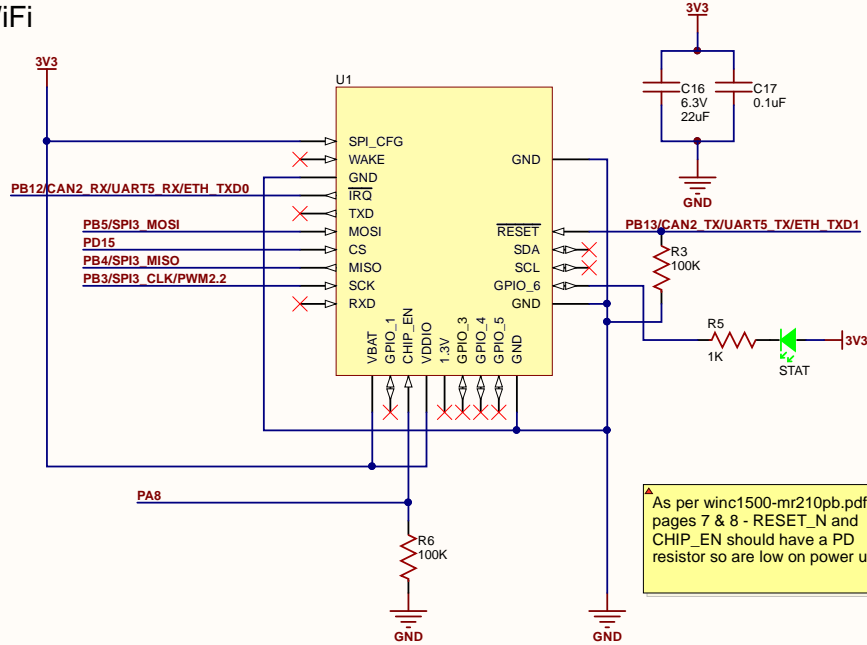 WiFi
3V3
3V3
C16
6.3V
22uF
C17
0.1uF
GND
U1
SPI_CFG
WAKE
GND
IRQ
TXD
MOSI
CS
MISO
SCK
RXD
VBAT
GPIO_1
CHIP_EN
VDDIO
1.3V
GPIO_3
GPIO_4
GPIO_5
GND
GND
RESET
SDA
SCL
GPIO_6
GND
PB12/CAN2_RX/UART5_RX/ETH_TXD0
PB5/SPI3_MOSI
PD15
PB4/SPI3_MISO
PB3/SPI3_CLK/PWM2.2
PB13/CAN2_TX/UART5_TX/ETH_TXD1
R3
100K
R5
1K
STAT
3V3
PA8
R6
100K
GND
GND
As per winc1500-mr210pb.pdf
pages 7 & 8 - RESET_N and
CHIP_EN should have a PD
resistor so are low on power u